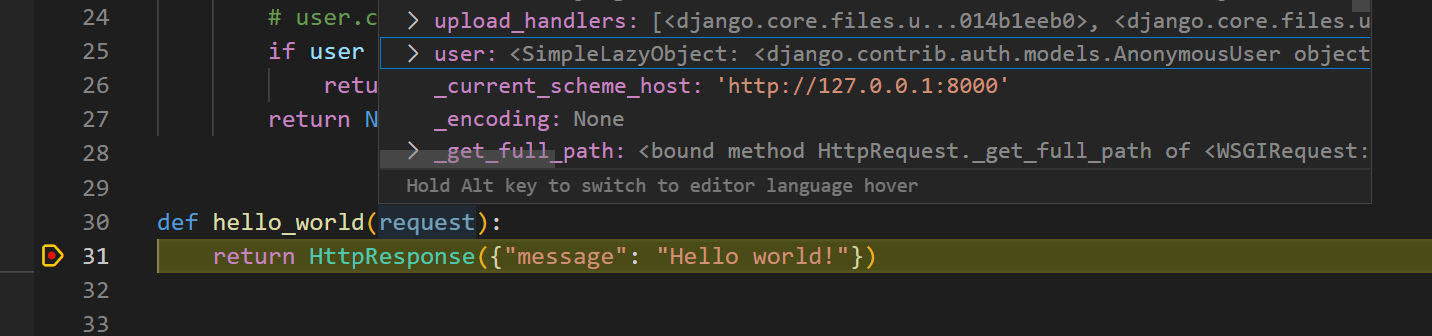 24 # user.c
upload_handlers: [<django.core.files.u...014b1eeb0>, <django.core.files.u
25 if user
user: <SimpleLazyObject: <django.contrib.auth.models.AnonymousUser object
26 retu
_current_scheme_host: 'http://127.0.0.1:8000'
27 return N
_encoding: None
28
_get_full_path: <bound method HttpRequest._get_full_path of <WSGIRequest:
29
Hold Alt key to switch to editor language hover
30 def hello_world(request):
31 return HttpResponse({"message": "Hello world!"})
32
33